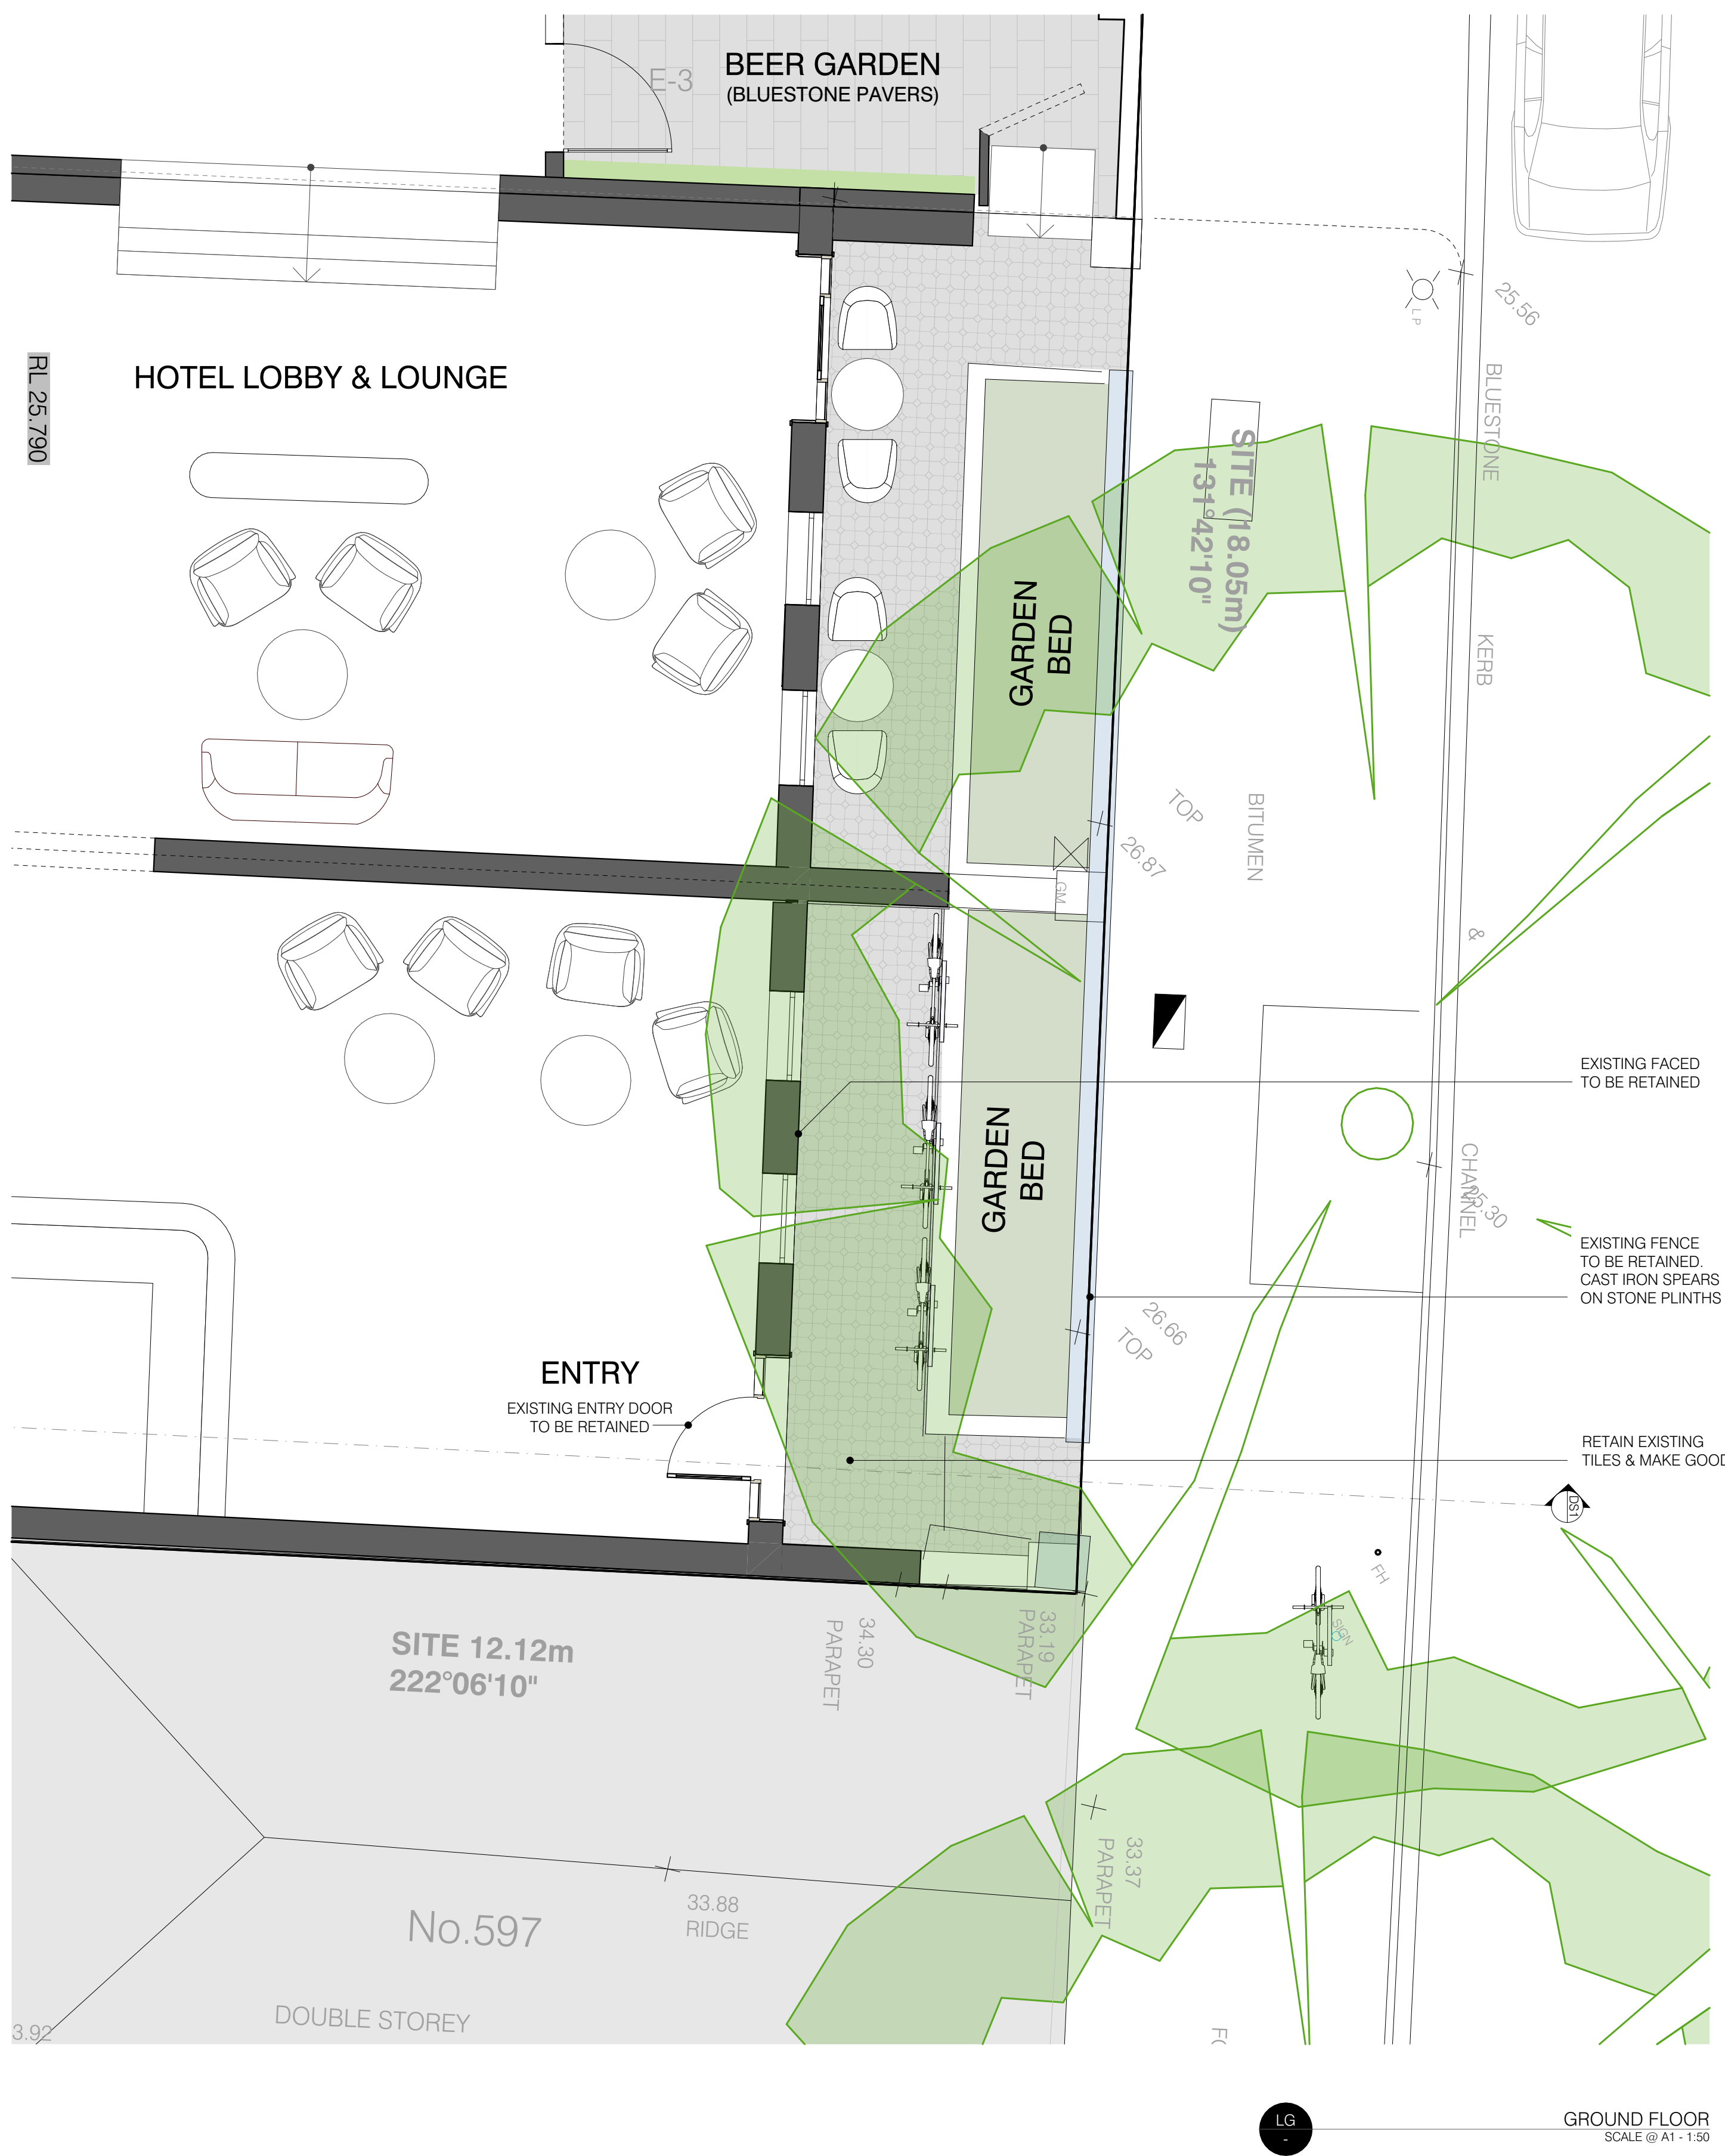 BEER GARDEN
(BLUESTONE PAVERS)
E-3
HOTEL LOBBY & LOUNGE
RL 25.790
LP
25.56
BLUESTONE
KERB
&
CHANNEL
SITE (18.05m)
131°42'10"
GARDEN
BED
TOP
26.87
BITUMEN
GM
GARDEN
BED
EXISTING FACED
TO BE RETAINED
25.30
EXISTING FENCE
TO BE RETAINED.
CAST IRON SPEARS
ON STONE PLINTHS
26.66
TOP
ENTRY
EXISTING ENTRY DOOR
TO BE RETAINED
RETAIN EXISTING
TILES & MAKE GOOD
DS1
FH
SIGN
34.30
PARAPET
33.19
PARAPET
SITE 12.12m
222°06'10"
33.37
PARAPET
No.597
33.88
RIDGE
DOUBLE STOREY
3.92
LG
-
GROUND FLOOR
SCALE @ A1 - 1:50